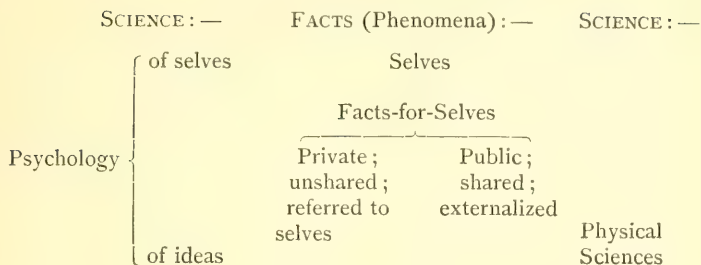 SCIENCE: — FACTS (Phenomena): — SCIENCE: —
of selves Selves
Facts-for-Selves
Psychology Private; Public;
unshared; shared;
referred to externalized
selves Physical
of ideas Sciences